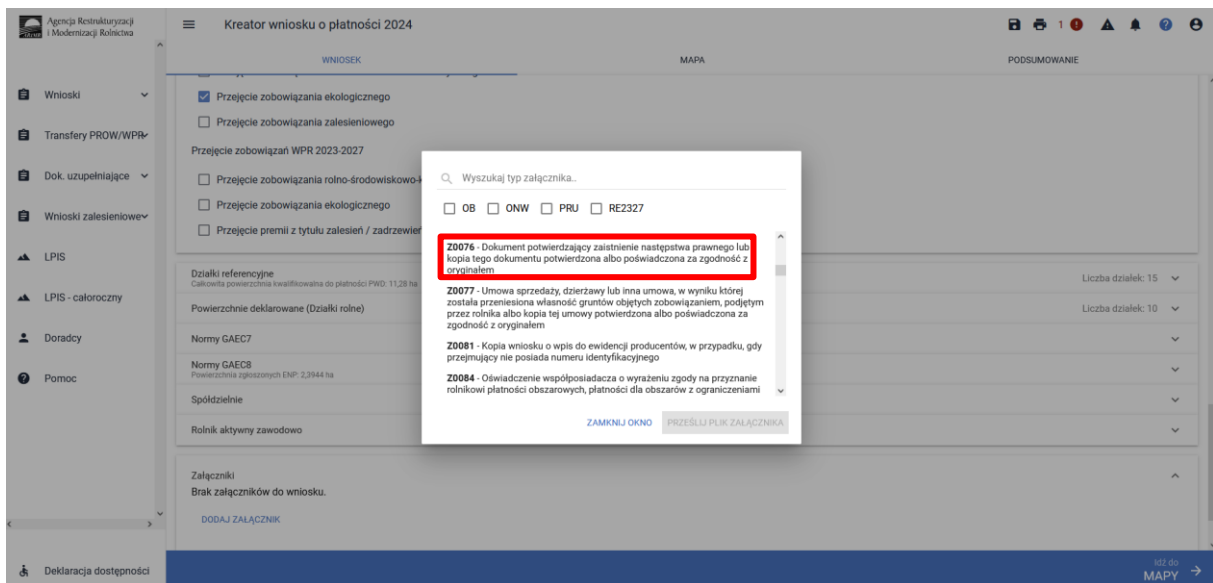 Agencja Restrukturyzacji
i Modernizacji Rolnictwa
Kreator wniosku o płatności 2024
1
WNIOSEK
MAPA
PODSUMOWANIE
Wnioski
Transfery PROW/WPR
Dok. uzupełniające
Wnioski zalesieniowe
LPIS
LPIS - całoroczny
Doradcy
Pomoc
Deklaracja dostępności
Przejęcie zobowiązania ekologicznego
Przejęcie zobowiązania zalesieniowego
Przejęcie zobowiązań WPR 2023-2027
Przejęcie zobowiązania rolno-środowiskowo-
Przejęcie zobowiązania ekologicznego
Przejęcie premii z tytułu zalesień / zadrzewień
Działki referencyjne
Całkowita powierzchnia kwalifikowalna do płatności PWD: 11,28 ha
Liczba działek: 15
Powierzchnie deklarowane (Działki rolne)
Liczba działek: 10
Normy GAEC7
Normy GAEC8
Powierzchnia zgłoszonych ENP: 2,3944 ha
Spółdzielnie
Rolnik aktywny zawodowo
Załączniki
Brak załączników do wniosku.
DODAJ ZAŁĄCZNIK
Wyszukaj typ załącznika..
OB ONW PRU RE2327
Z0076 - Dokument potwierdzający zaistnienie następstwa prawnego lub
kopia tego dokumentu potwierdzona albo poświadczona za zgodność z
oryginałem
Z0077 - Umowa sprzedaży, dzierżawy lub inna umowa, w wyniku której
została przeniesiona własność gruntów objętych zobowiązaniem, podjętym
przez rolnika albo kopia tej umowy potwierdzona albo poświadczona za
zgodność z oryginałem
Z0081 - Kopia wniosku o wpis do ewidencji producentów, w przypadku, gdy
przejmujący nie posiada numeru identyfikacyjnego
Z0084 - Oświadczenie współposiadacza o wyrażeniu zgody na przyznanie
rolnikowi płatności obszarowych, płatności dla obszarów z ograniczeniami
ZAMKNIJ OKNO
PRZEŚLIJ PLIK ZAŁĄCZNIKA
Idź do
MAPY